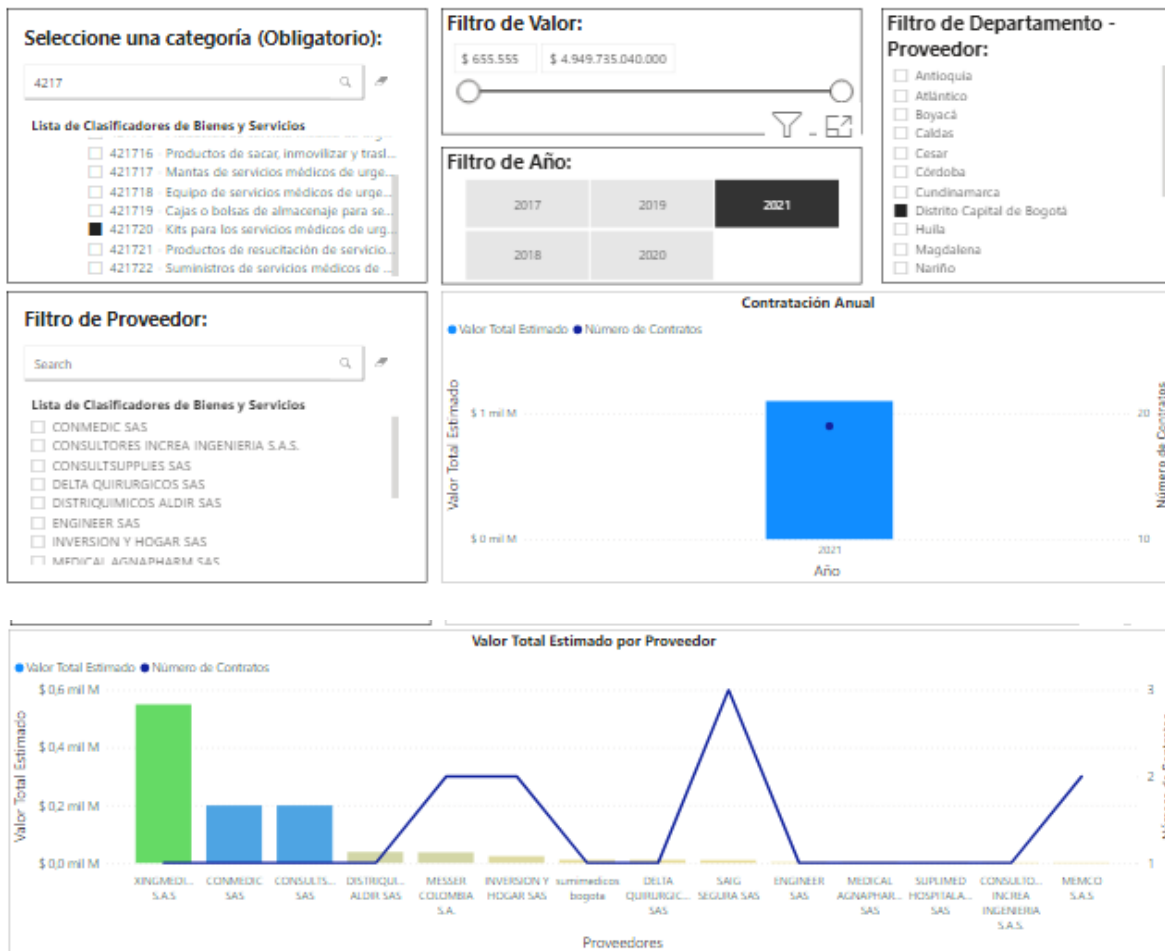 Seleccione una categoría (Obligatorio):
4217
Lista de Clasificadores de Bienes y Servicios
421716 - Productos de sacar, inmovilizar y trasl...
421717 - Mantas de servicios médicos de urge...
421718 - Equipo de servicios médicos de urge...
421719 - Cajas o bolsas de almacenaje para se...
421720 - Kits para los servicios médicos de urg...
421721 - Productos de resucitación de servicio...
421722 - Suministros de servicios médicos de ...
Filtro de Valor:
$ 655.555 $ 4.949.735.040.000
Filtro de Año:
2017 2019 2021
2018 2020
Filtro de Departamento -
Proveedor:
Antioquia
Atlántico
Boyacá
Caldas
Cesar
Córdoba
Cundinamarca
Distrito Capital de Bogotá
Huila
Magdalena
Nariño
Filtro de Proveedor:
Search
Lista de Clasificadores de Bienes y Servicios
CONMEDIC SAS
CONSULTORES INCREA INGENIERIA S.A.S.
CONSULTSUPPLIES SAS
DELTA QUIRURGICOS SAS
DISTRIQUIMICOS ALDIR SAS
ENGINEER SAS
INVERSION Y HOGAR SAS
MEDICAL AGNAPHARM SAS
Contratación Anual
Valor Total Estimado Número de Contratos
Valor Total Estimado
$ 1 mil M
$ 0 mil M
20
10
Número de Contratos
2021
Año
Valor Total Estimado por Proveedor
Valor Total Estimado Número de Contratos
Valor Total Estimado
$ 0,6 mil M
$ 0,4 mil M
$ 0,2 mil M
$ 0,0 mil M
3
2
1
XINGMEDI... S.A.S
CONMEDIC SAS
CONSULTS... SAS
DISTRIQUI... ALDIR SAS
MESSER COLOMBIA S.A.
INVERSION Y HOGAR SAS
sumimedicos bogote
DELTA QUIRURGIC... SAS
SAIG SEGURA SAS
ENGINEER SAS
MEDICAL AGNAPHAR... SAS
SUPLIMED HOSPITALA... SAS
CONSULTO... INCREA INGENIERIA S.A.S.
MEMCO S.A.S
Proveedores